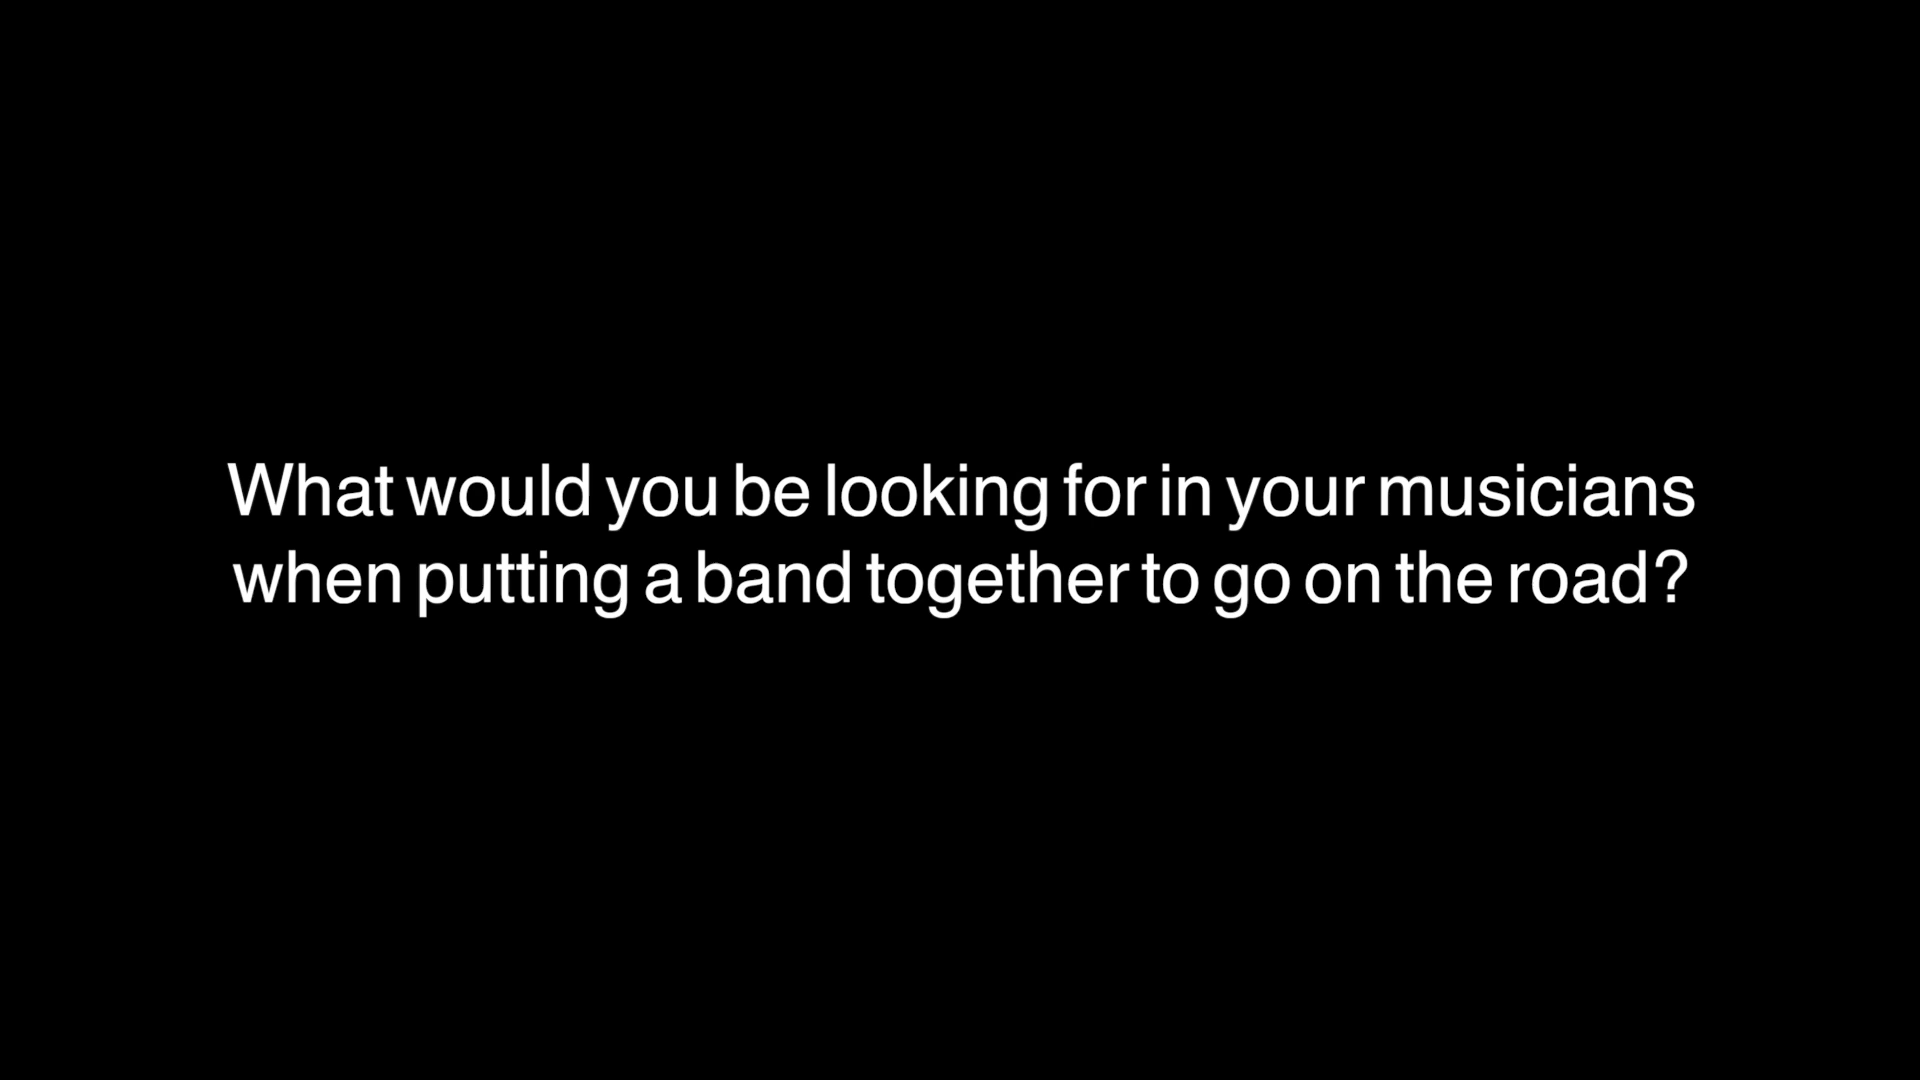 What would you be looking for in your musicians
when putting a band together to go on the road?